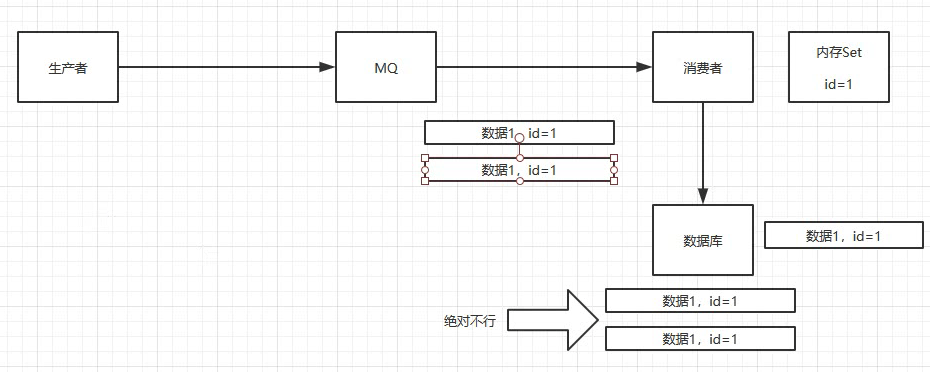 生产者
MQ
消费者
内存Set
id=1
数据1，id=1
数据1，id=1
数据库
数据1，id=1
绝对不行
数据1，id=1
数据1，id=1